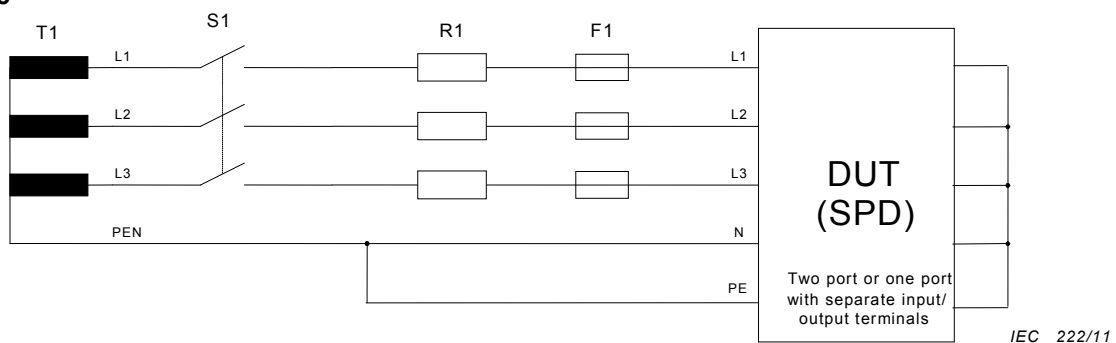 T1
S1
R1
F1
L1
L1
L2
L2
L3
L3
PEN
N
PE
DUT
(SPD)
Two port or one port
with separate input/
output terminals
IEC 222/11